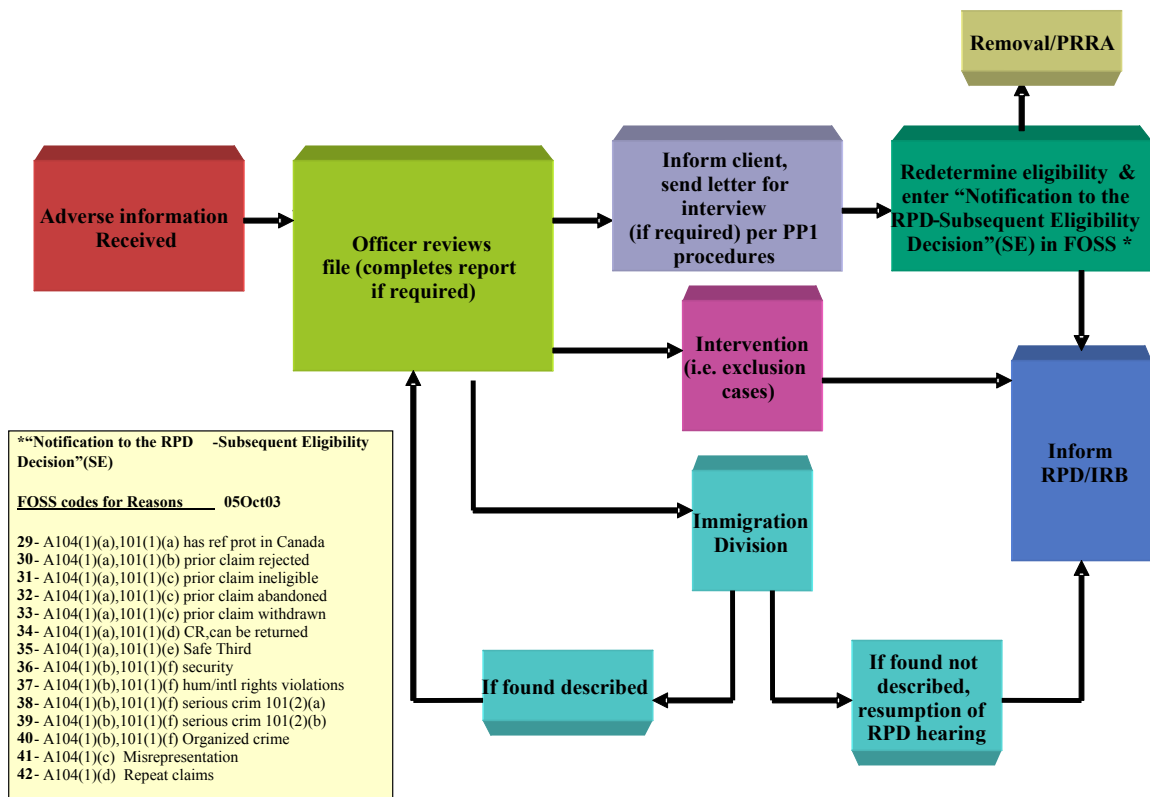 Removal/PRRA
Adverse information
Received
Officer reviews
file (completes report
if required)
Inform client,
send letter for
interview
(if required) per PP1
procedures
Redetermine eligibility &
enter “Notification to the
RPD-Subsequent Eligibility
Decision”(SE) in FOSS *
Intervention
(i.e. exclusion
cases)
Inform
RPD/IRB
Immigration
Division
If found described
If found not
described,
resumption of
RPD hearing
*“Notification to the RPD -Subsequent Eligibility
Decision”(SE)
FOSS codes for Reasons 05Oct03
29- A104(1)(a),101(1)(a) has ref prot in Canada
30- A104(1)(a),101(1)(b) prior claim rejected
31- A104(1)(a),101(1)(c) prior claim ineligible
32- A104(1)(a),101(1)(c) prior claim abandoned
33- A104(1)(a),101(1)(c) prior claim withdrawn
34- A104(1)(a),101(1)(d) CR,can be returned
35- A104(1)(a),101(1)(e) Safe Third
36- A104(1)(b),101(1)(f) security
37- A104(1)(b),101(1)(f) hum/intl rights violations
38- A104(1)(b),101(1)(f) serious crim 101(2)(a)
39- A104(1)(b),101(1)(f) serious crim 101(2)(b)
40- A104(1)(b),101(1)(f) Organized crime
41- A104(1)(c) Misrepresentation
42- A104(1)(d) Repeat claims